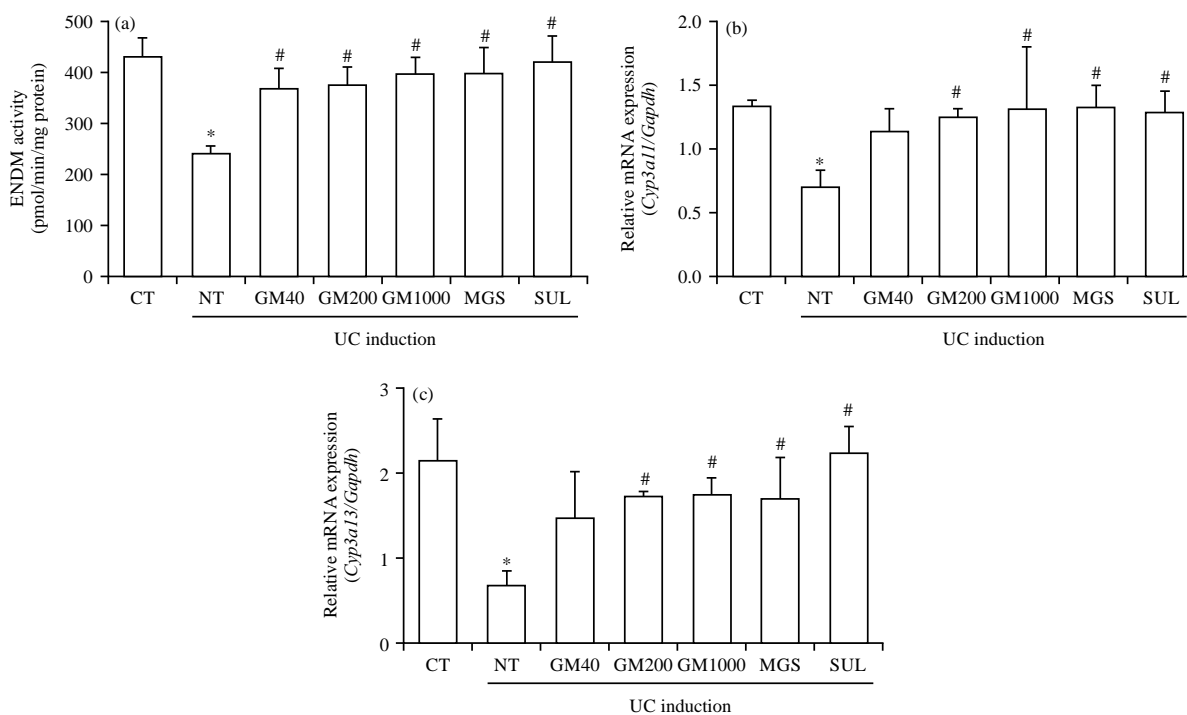 (a)
ENDM activity
(pmol/min/mg protein)
500
400
300
200
100
0
*
#
#
#
#
#
CT NT GM40 GM200 GM1000 MGS SUL
UC induction
(b)
Relative mRNA expression
(Cyp3a11/Gapdh)
2.0
1.5
1.0
0.5
0.0
*
#
#
#
#
CT NT GM40 GM200 GM1000 MGS SUL
UC induction
(c)
Relative mRNA expression
(Cyp3a13/Gapdh)
3
2
1
0
*
#
#
#
#
CT NT GM40 GM200 GM1000 MGS SUL
UC induction